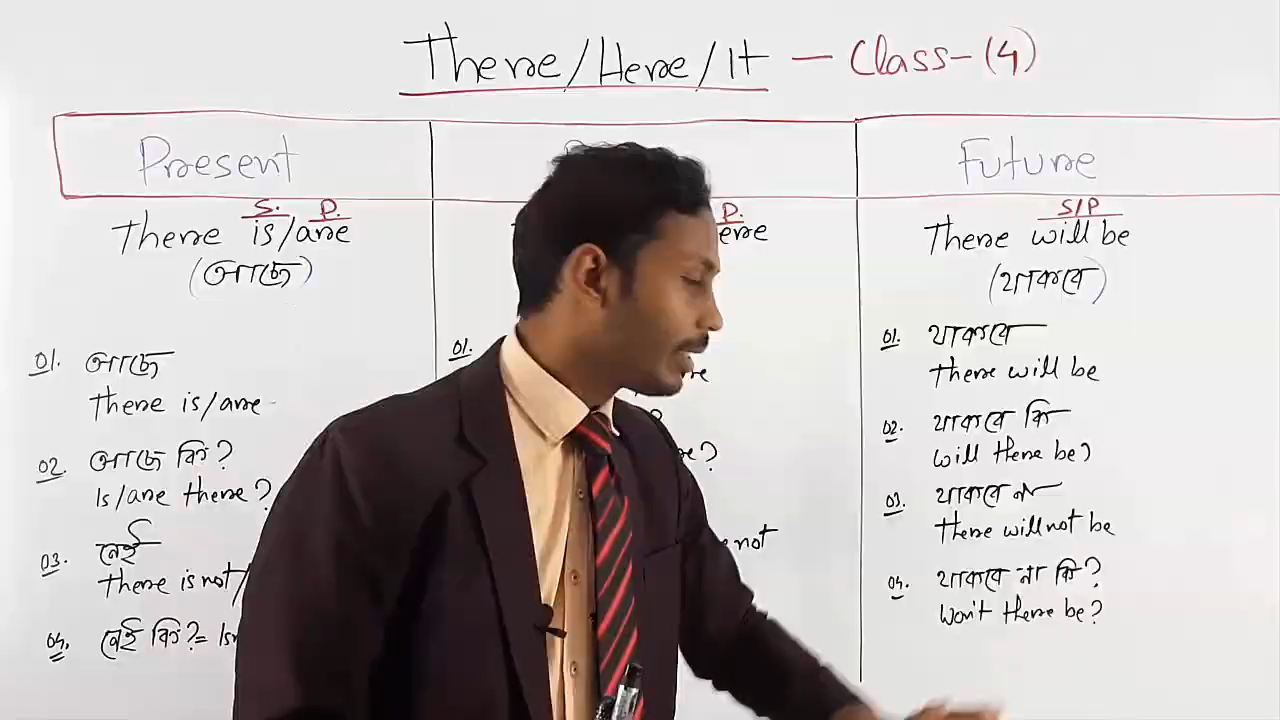 There/Here/It — Class-(4)
Present
Future
S. P.
There is/are
(আছে)
P.
ere
S/P
There will be
(থাকবে)
01. আছে
There is/are
02. আছে কি?
Is/are there?
03. নেই
There is not/
04. নেই কি? =
01.
re
?
e?
not
01. থাকবে
There will be
02. থাকবে কি
will there be?
03. থাকবে না
There will not be
04. থাকবে না কি?
Won't there be?